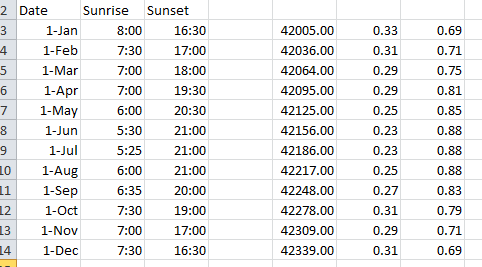 2 Date Sunrise Sunset
3 1-Jan 8:00 16:30 42005.00 0.33 0.69
4 1-Feb 7:30 17:00 42036.00 0.31 0.71
5 1-Mar 7:00 18:00 42064.00 0.29 0.75
6 1-Apr 7:00 19:30 42095.00 0.29 0.81
7 1-May 6:00 20:30 42125.00 0.25 0.85
8 1-Jun 5:30 21:00 42156.00 0.23 0.88
9 1-Jul 5:25 21:00 42186.00 0.23 0.88
10 1-Aug 6:00 21:00 42217.00 0.25 0.88
11 1-Sep 6:35 20:00 42248.00 0.27 0.83
12 1-Oct 7:30 19:00 42278.00 0.31 0.79
13 1-Nov 7:00 17:00 42309.00 0.29 0.71
14 1-Dec 7:30 16:30 42339.00 0.31 0.69